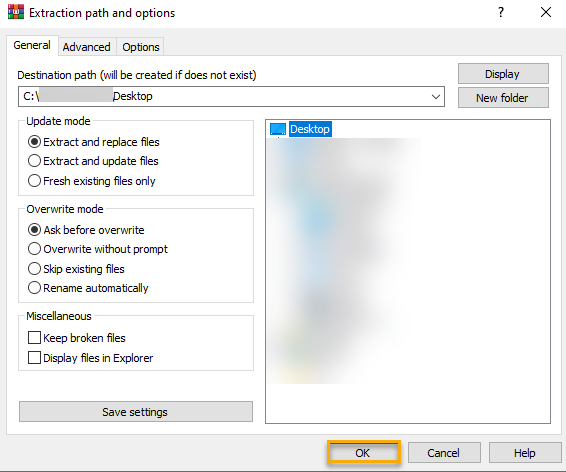 Extraction path and options
?
General Advanced Options
Destination path (will be created if does not exist)
Display
C:\ Desktop
New folder
Update mode
Extract and replace files
Extract and update files
Fresh existing files only
Desktop
Overwrite mode
Ask before overwrite
Overwrite without prompt
Skip existing files
Rename automatically
Miscellaneous
Keep broken files
Display files in Explorer
Save settings
OK Cancel Help